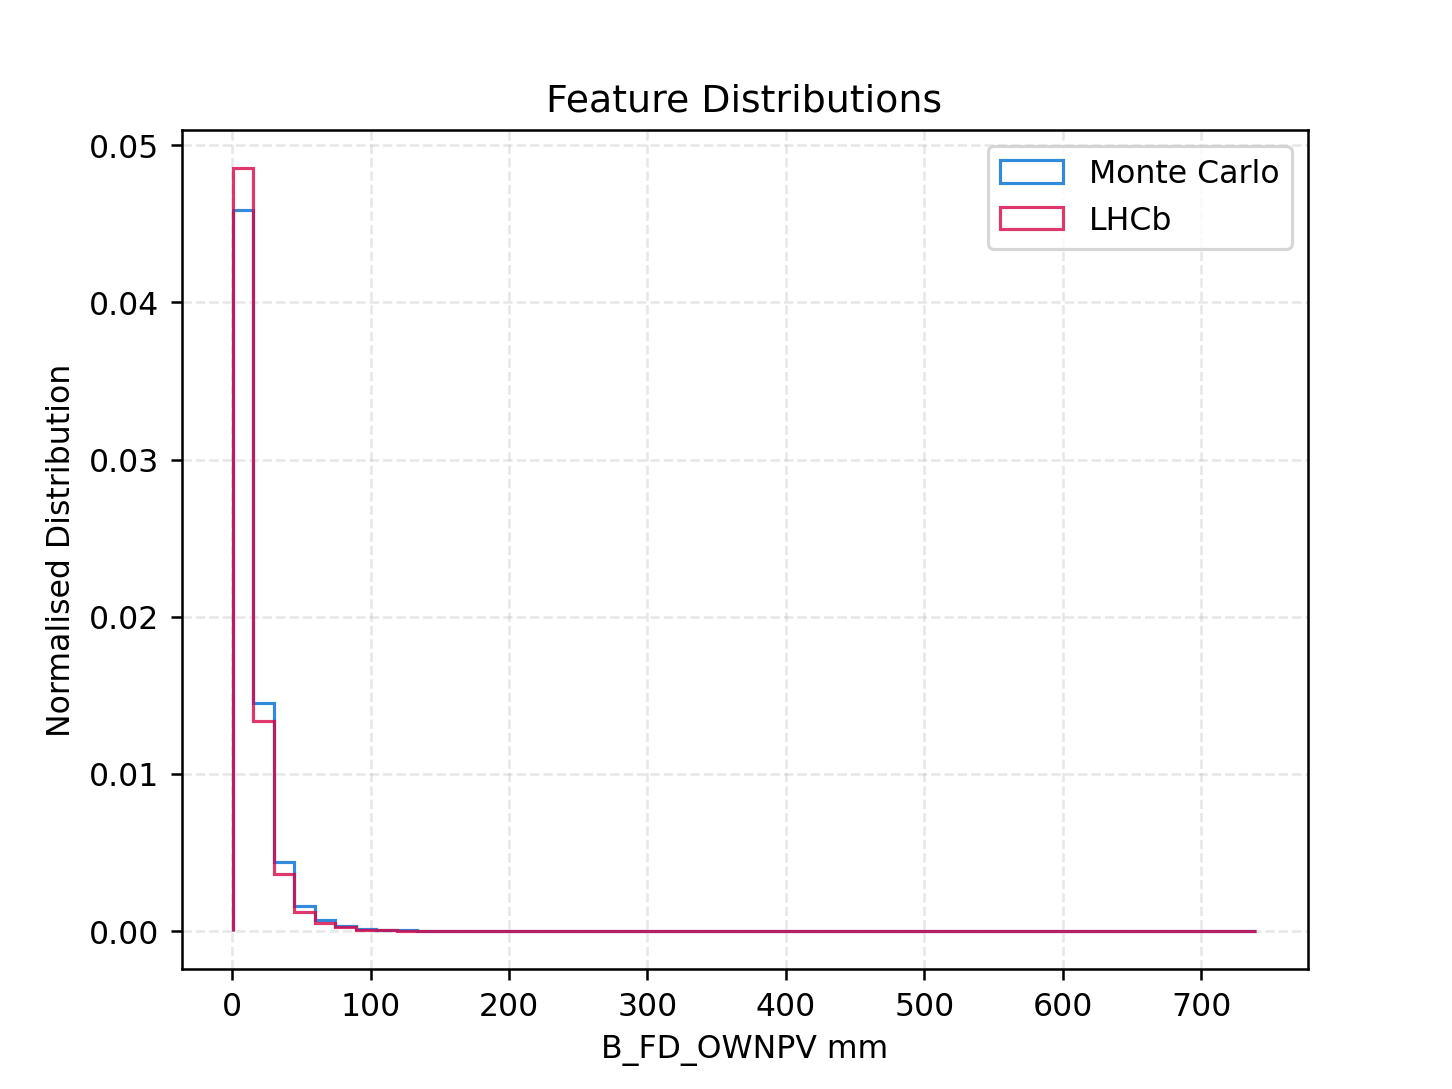 Feature Distributions
Monte Carlo
LHCb
Normalised Distribution
0.05
0.04
0.03
0.02
0.01
0.00
0 100 200 300 400 500 600 700
B_FD_OWNPV mm